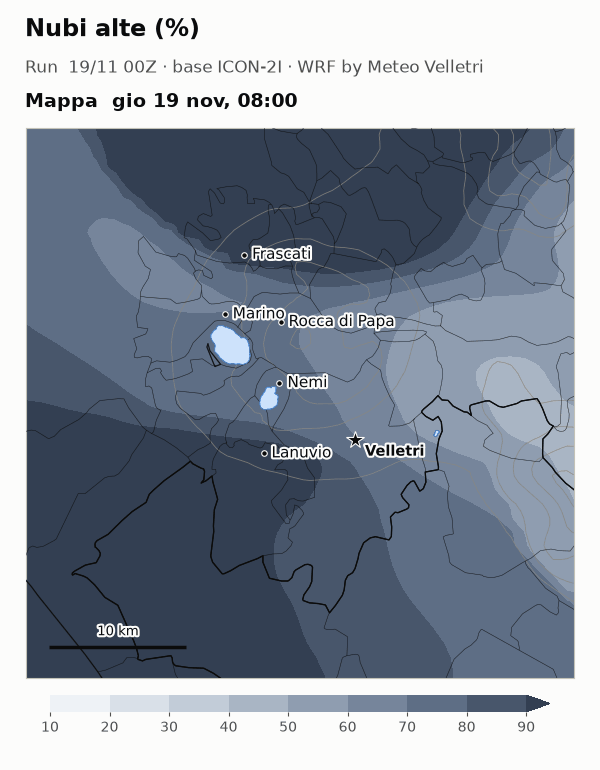 Nubi alte (%)
Run  19/11 00Z · base ICON-2I · WRF by Meteo Velletri
Mappa  gio 19 nov, 08:00
Frascati
Marino
Rocca di Papa
Nemi
Velletri
Lanuvio
10 km
10 20 30 40 50 60 70 80 90